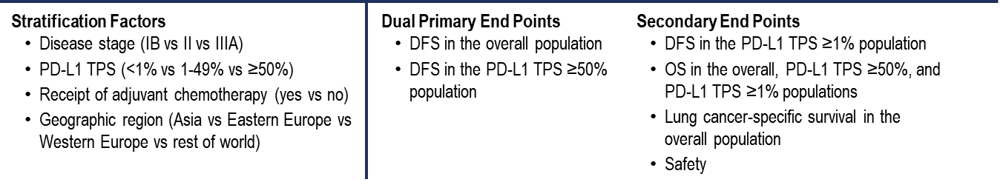 Stratification Factors
• Disease stage (IB vs II vs IIIA)
• PD-L1 TPS (<1% vs 1-49% vs ≥50%)
• Receipt of adjuvant chemotherapy (yes vs no)
• Geographic region (Asia vs Eastern Europe vs
Western Europe vs rest of world)
Dual Primary End Points
• DFS in the overall population
• DFS in the PD-L1 TPS ≥50%
population
Secondary End Points
• DFS in the PD-L1 TPS ≥1% population
• OS in the overall, PD-L1 TPS ≥50%, and
PD-L1 TPS ≥1% populations
• Lung cancer-specific survival in the
overall population
• Safety